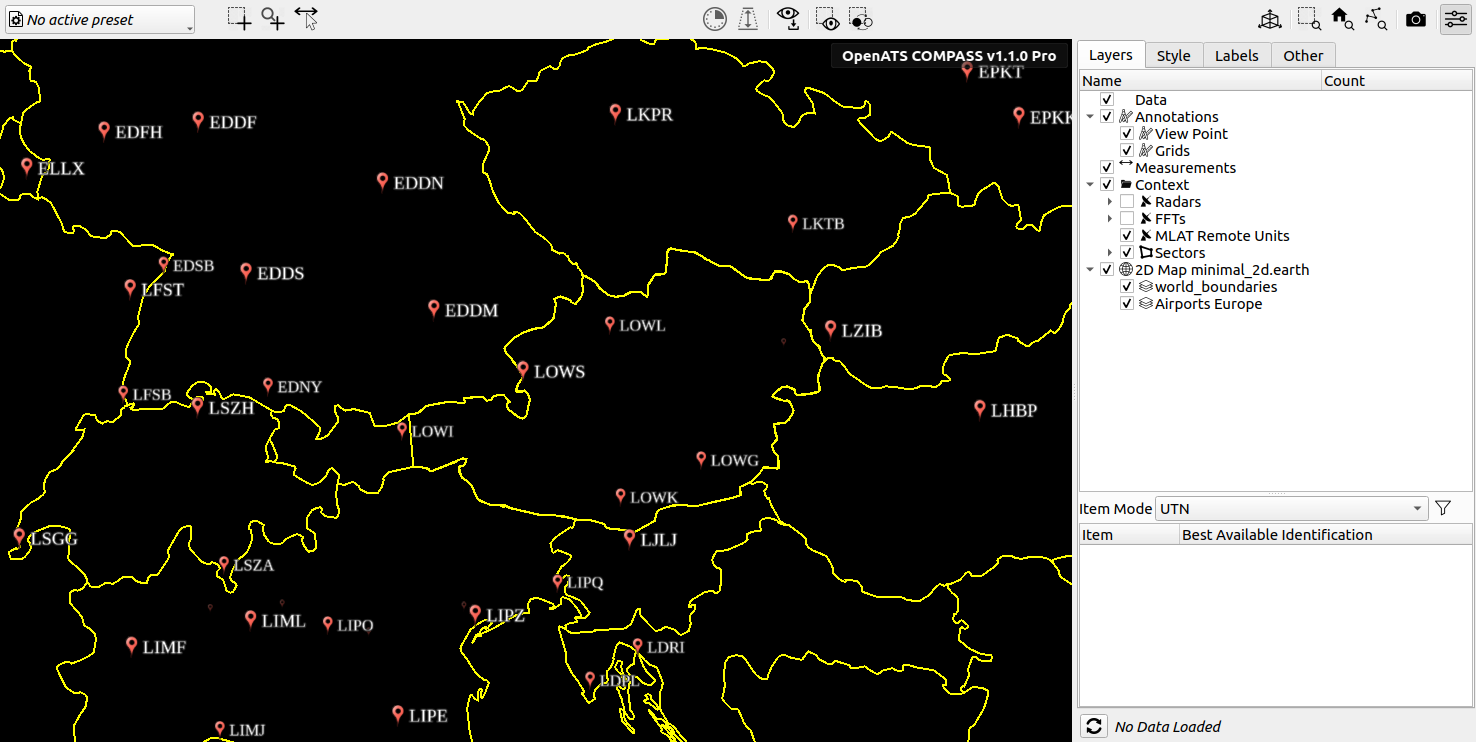 No active preset
OpenATS COMPASS v1.1.0 Pro
EPKT
LKPR
EPKK
EDDF
EDFH
ELLX
EDDN
LKTB
EDSB
EDDS
LFST
EDDM
LOWL
LZIB
LOWS
EDNY
LFSB
LSZH
LHBP
LOWI
LOWG
LOWK
LSGG
LJLJ
LSZA
LIPQ
LIML
LIPO
LIPZ
LIMF
LDRI
LDPL
LIPE
LIMJ
Layers Style Labels Other
Name Count
Data
Annotations
View Point
Grids
Measurements
Context
Radars
FFTs
MLAT Remote Units
Sectors
2D Map minimal_2d.earth
world_boundaries
Airports Europe
Item Mode UTN
Item Best Available Identification
No Data Loaded